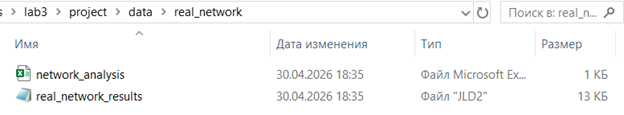 s › lab3 › project › data › real_network
Поиск в: real_n...
Имя Дата изменения Тип Размер
network_analysis 30.04.2026 18:35 Файл Microsoft Ex... 1 КБ
real_network_results 30.04.2026 18:35 Файл "JLD2" 13 КБ